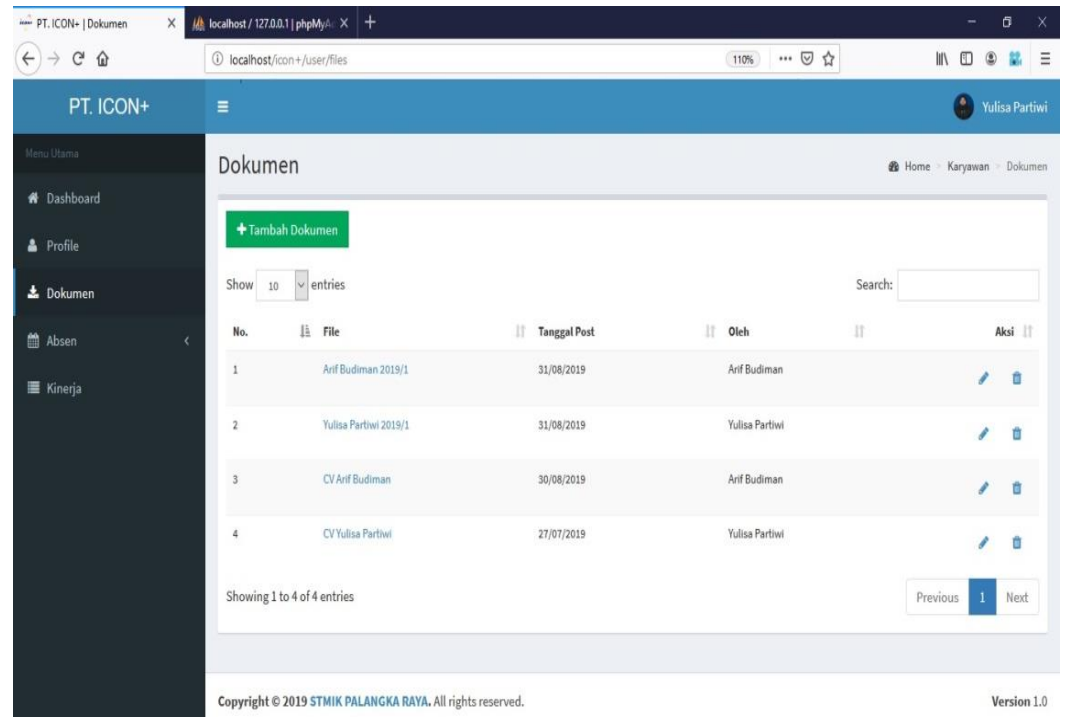 PT. ICON+ | Dokumen
localhost / 127.0.0.1 | phpMyAc
localhost/icon+/user/files
110%
PT. ICON+
Yulisa Partiwi
Menu Utama
Dashboard
Profile
Dokumen
Absen
Kinerja
Dokumen
Home > Karyawan > Dokumen
+ Tambah Dokumen
Show 10 entries
Search:
No. File Tanggal Post Oleh Aksi
1 Arif Budiman 2019/1 31/08/2019 Arif Budiman
2 Yulisa Partiwi 2019/1 31/08/2019 Yulisa Partiwi
3 CV Arif Budiman 30/08/2019 Arif Budiman
4 CV Yulisa Partiwi 27/07/2019 Yulisa Partiwi
Showing 1 to 4 of 4 entries
Previous 1 Next
Copyright © 2019 STMIK PALANGKA RAYA. All rights reserved.
Version 1.0